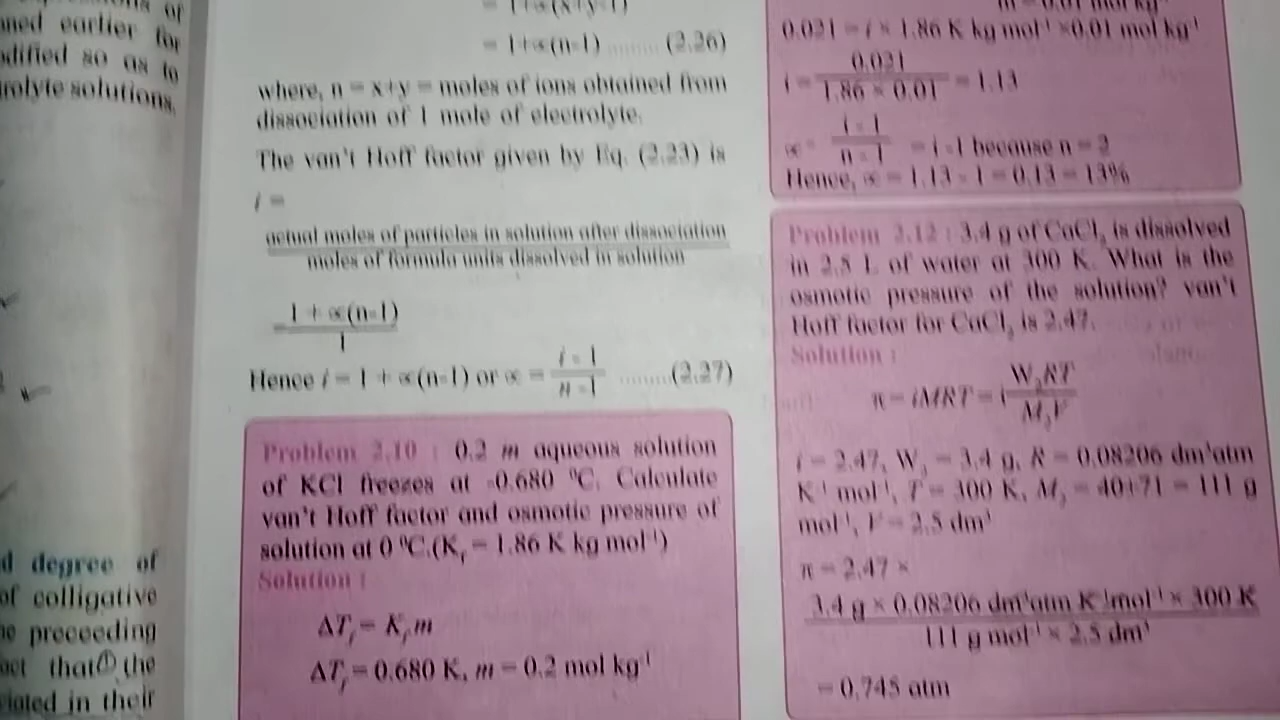 ned earlier for
dified so as to
rolyte solutions.
d degree of
of colligative
e preceeding
act that the
ciated in their
= 1+∝(x+y-1)
= 1+∝(n-1) ........ (2.26)
where, n = x+y = moles of ions obtained from
dissociation of 1 mole of electrolyte.
The van't Hoff factor given by Eq. (2.23) is
i =
actual moles of particles in solution after dissociation
moles of formula units dissolved in solution
= 1 + ∝(n-1)
1
Hence i = 1 + ∝(n-1) or ∝ = i - 1 / n - 1 ........(2.27)
Problem 2.10 : 0.2 m aqueous solution
of KCl freezes at -0.680 ⁰C. Calculate
van't Hoff factor and osmotic pressure of
solution at 0 ⁰C.(Kf = 1.86 K kg mol⁻¹)
Solution :
ΔTf = Kf m
ΔTf = 0.680 K, m = 0.2 mol kg⁻¹
0.021 = i × 1.86 K kg mol⁻¹ ×0.01 mol kg⁻¹
i = 0.021 / 1.86 × 0.01 = 1.13
∝ = i - 1 / n - 1 = i -1 because n = 2
Hence, ∝ = 1.13 - 1 = 0.13 = 13%
Problem 2.12 : 3.4 g of CaCl₂ is dissolved
in 2.5 L of water at 300 K. What is the
osmotic pressure of the solution? van't
Hoff factor for CaCl₂ is 2.47.
Solution :
π = iMRT = i W₂RT / M₂V
i = 2.47, W₂ = 3.4 g, R = 0.08206 dm³atm
K⁻¹ mol⁻¹, T = 300 K, M₂ = 40+71 = 111 g
mol⁻¹, V = 2.5 dm³
π = 2.47 ×
3.4 g × 0.08206 dm³atm K⁻¹mol⁻¹ × 300 K
111 g mol⁻¹ × 2.5 dm³
= 0.745 atm